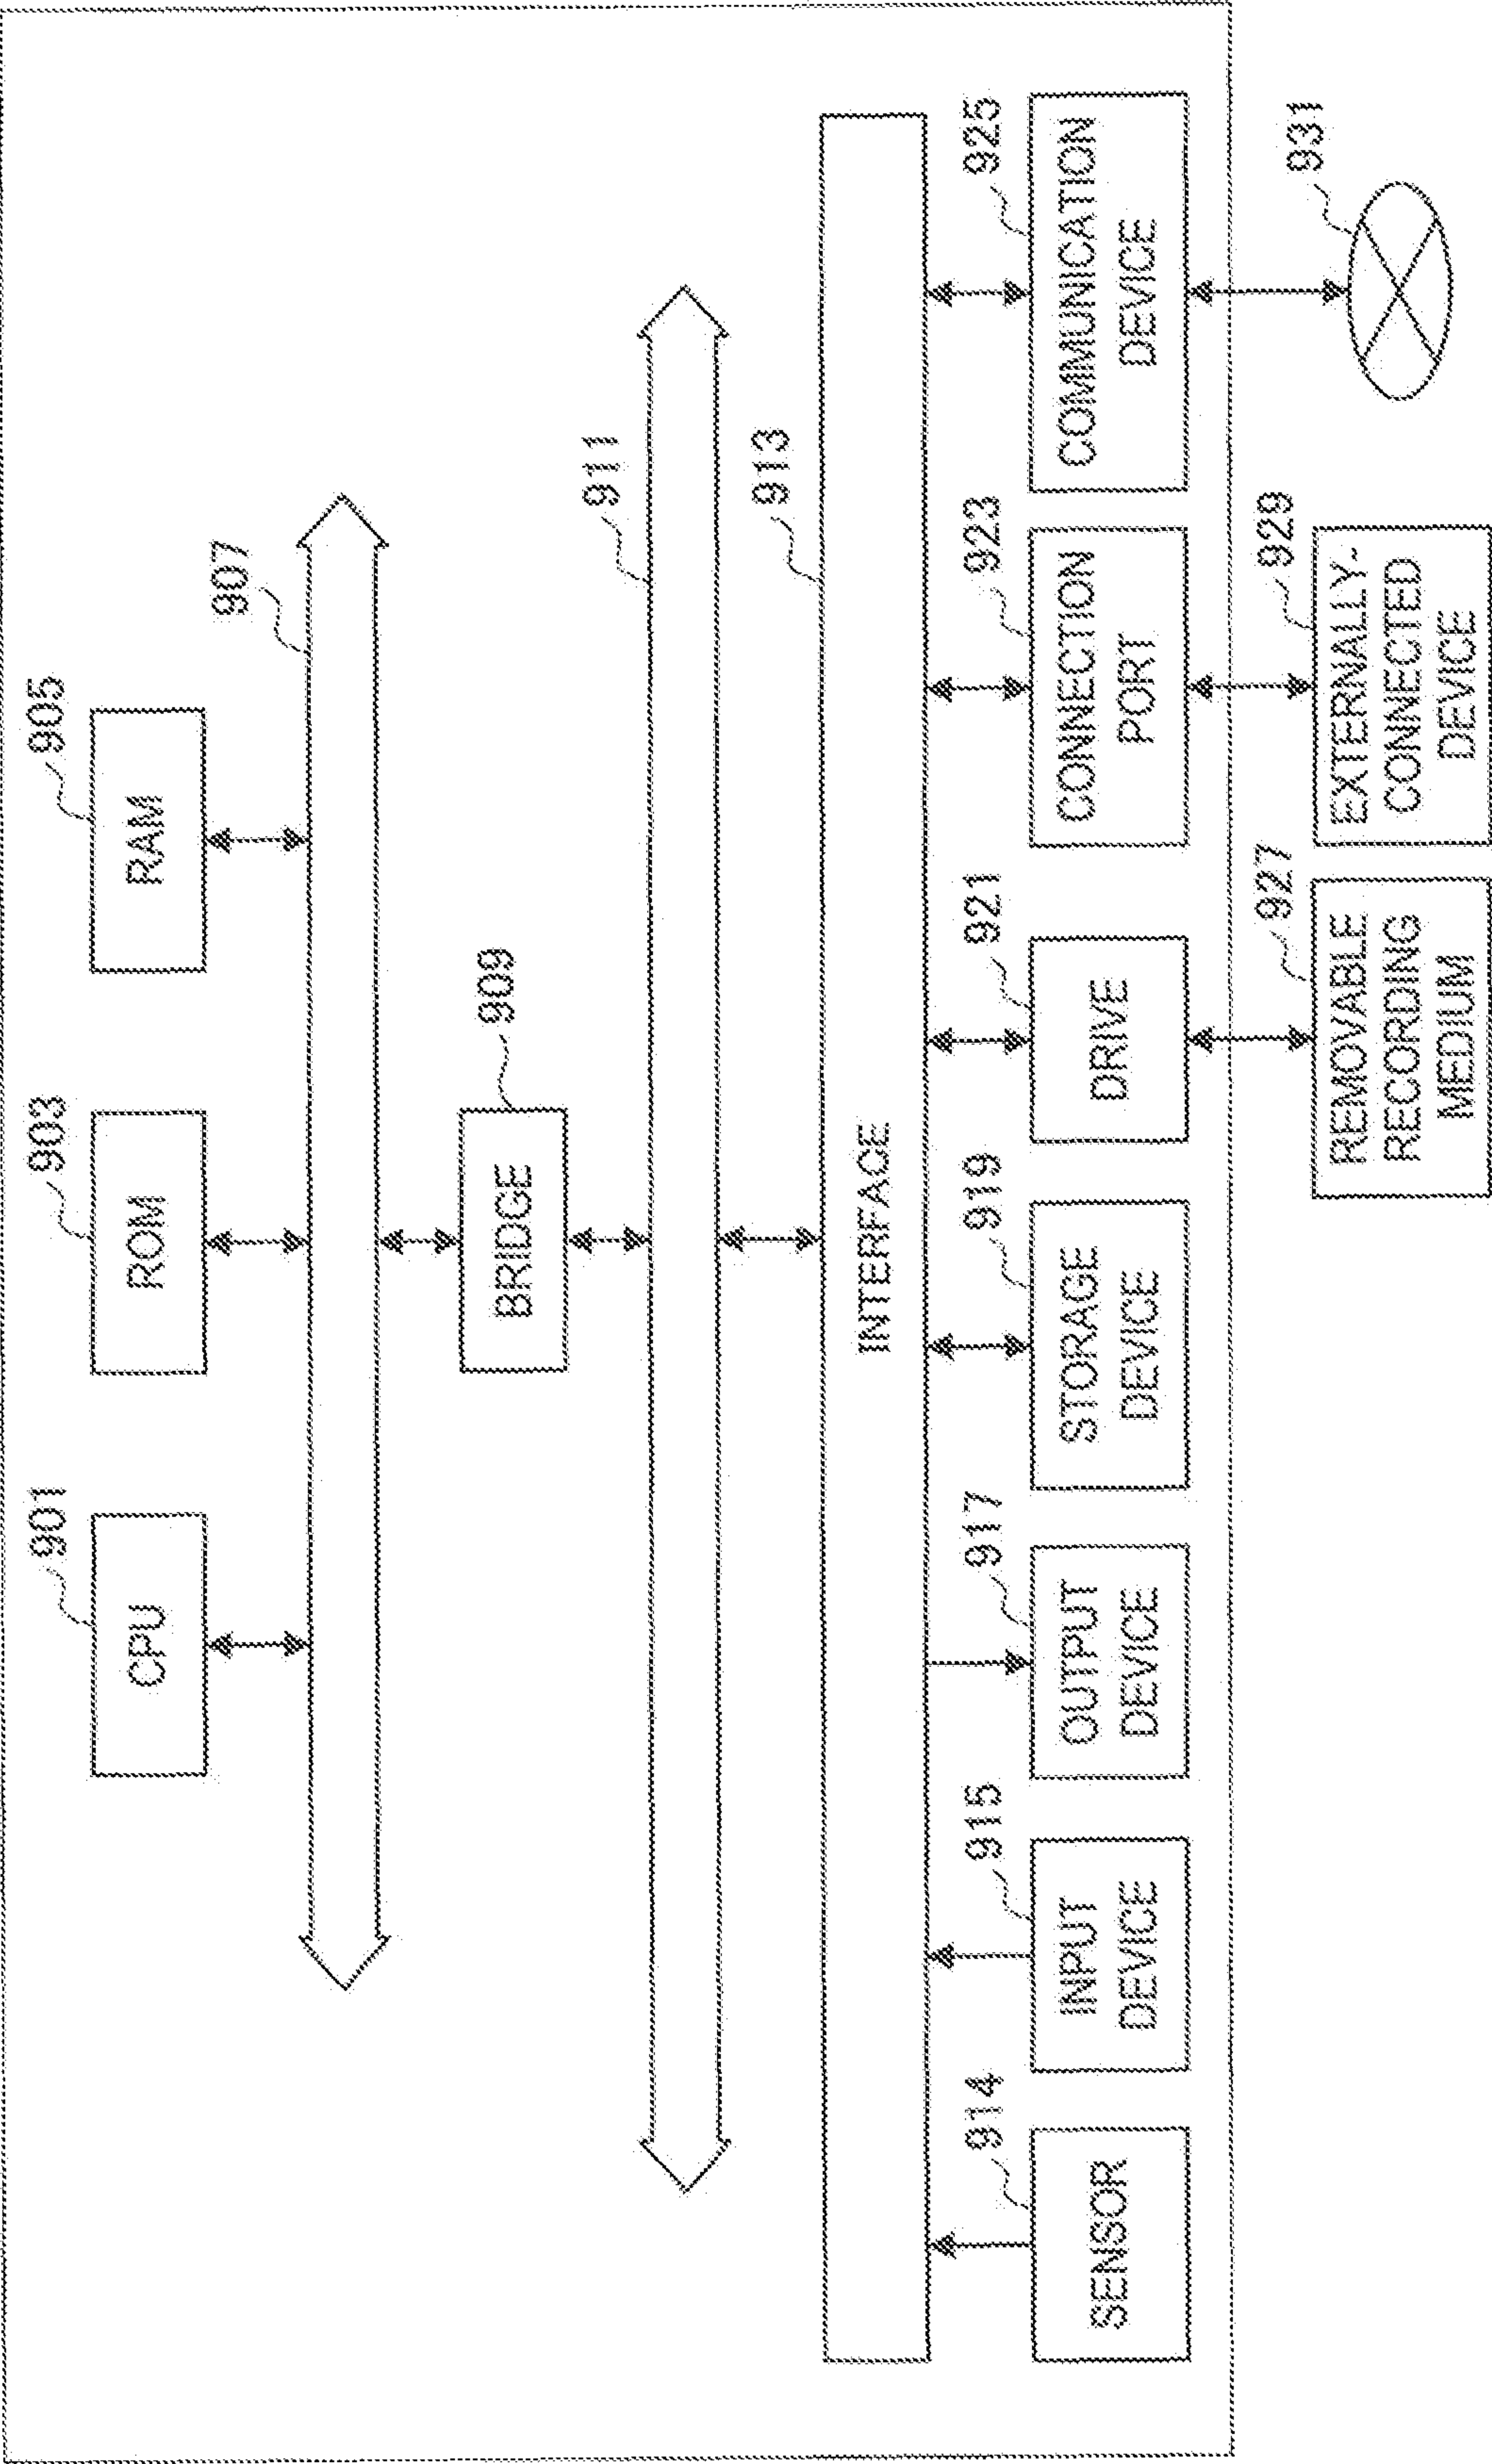 901
903
905
CPU
ROM
RAM
907
909
BRIDGE
911
913
INTERFACE
914
915
917
919
921
923
925
SENSOR
INPUT
DEVICE
OUTPUT
DEVICE
STORAGE
DEVICE
DRIVE
CONNECTION
PORT
COMMUNICATION
DEVICE
927
929
931
REMOVABLE
RECORDING
MEDIUM
EXTERNALLY-
CONNECTED
DEVICE